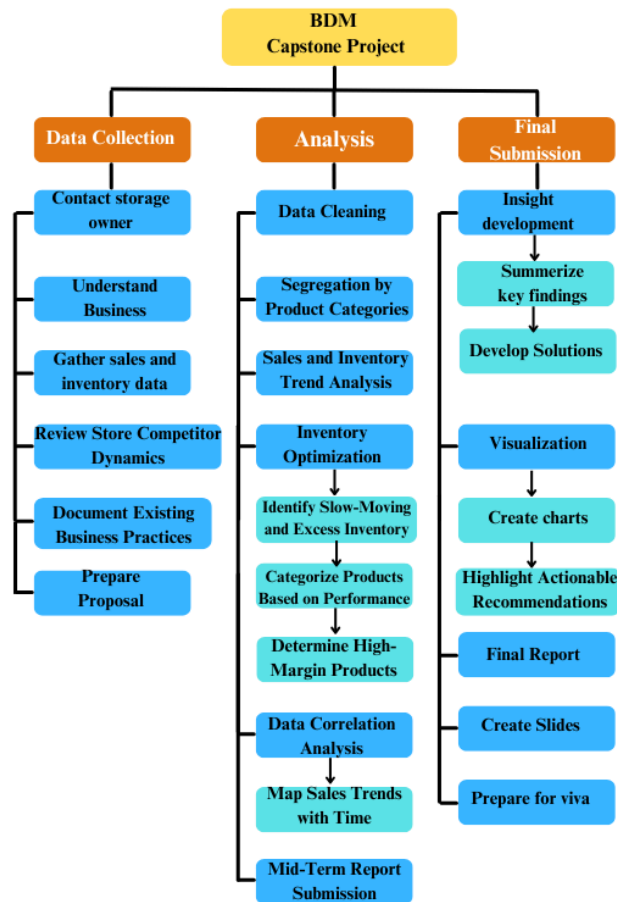 BDM
Capstone Project
Data Collection
Contact storage
owner
Understand
Business
Gather sales and
inventory data
Review Store Competitor
Dynamics
Document Existing
Business Practices
Prepare
Proposal
Analysis
Data Cleaning
Segregation by
Product Categories
Sales and Inventory
Trend Analysis
Inventory
Optimization
Identify Slow-Moving
and Excess Inventory
Categorize Products
Based on Performance
Determine High-
Margin Products
Data Correlation
Analysis
Map Sales Trends
with Time
Mid-Term Report
Submission
Final
Submission
Insight
development
Summerize
key findings
Develop Solutions
Visualization
Create charts
Highlight Actionable
Recommendations
Final Report
Create Slides
Prepare for viva